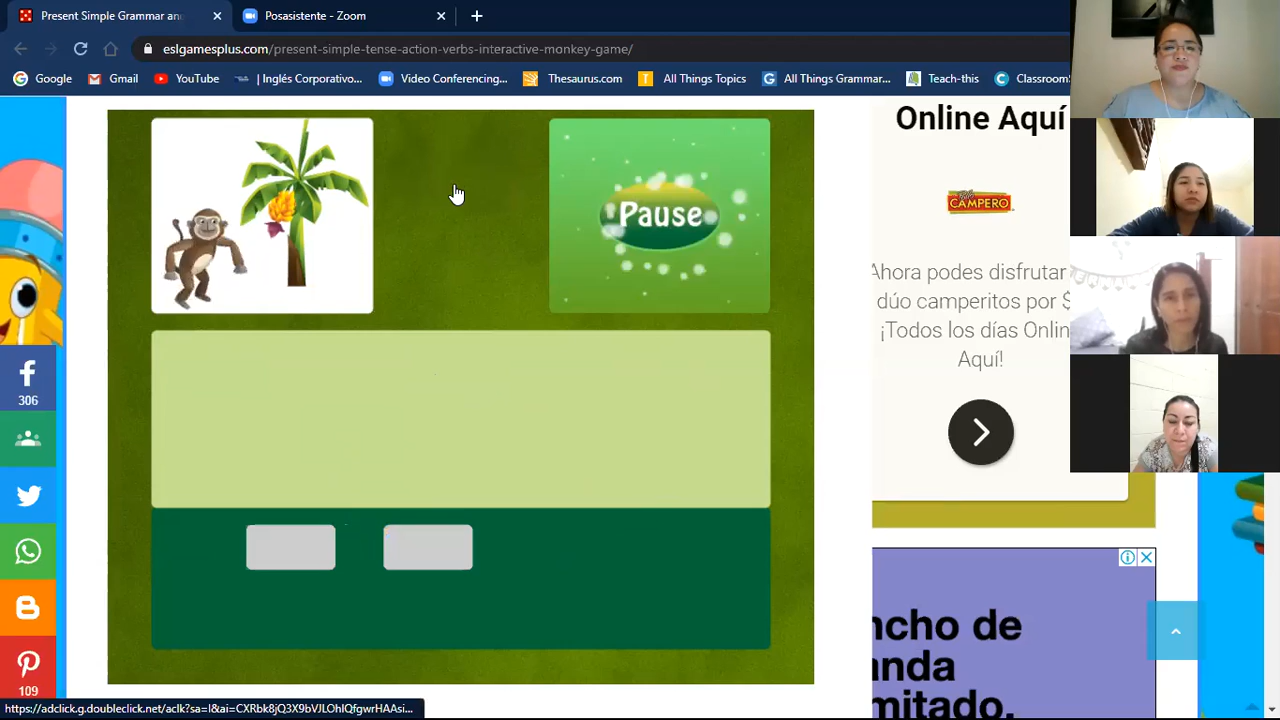 Present Simple Grammar an
Posasistente - Zoom
eslgamesplus.com/present-simple-tense-action-verbs-interactive-monkey-game/
Google
Gmail
YouTube
| Inglés Corporativo...
Video Conferencing...
Thesaurus.com
All Things Topics
All Things Grammar...
Teach-this
ClassroomS
Pause
Online Aquí
Pollo
CAMPERO
Ahora podes disfrutar
dúo camperitos por $
¡Todos los días Onlin
Aquí!
306
109
ncho de
anda
mitado.
https://adclick.g.doubleclick.net/aclk?sa=l&ai=CXRbk8jQ3X9bVJLOhlQfgwrHAAsi...